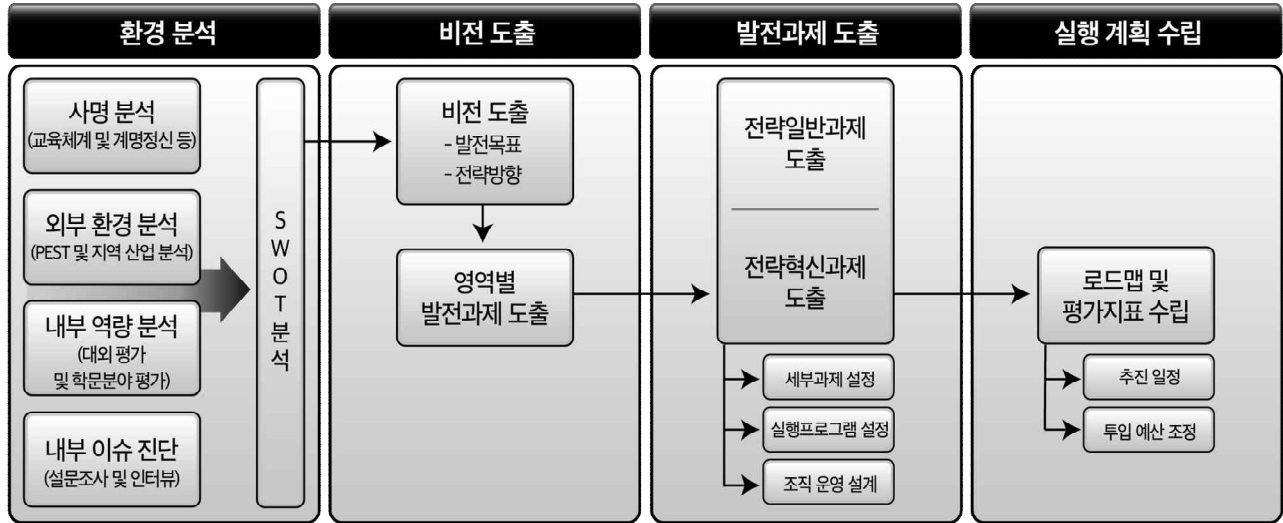 환경 분석
사명 분석
(교육체계 및 계명정신 등)
외부 환경 분석
(PEST 및 지역 산업 분석)
내부 역량 분석
(대외 평가
및 학문분야 평가)
내부 이슈 진단
(설문조사 및 인터뷰)
S
W
O
T
분
석
비전 도출
비전 도출
- 발전목표
- 전략방향
영역별
발전과제 도출
발전과제 도출
전략일반과제
도출
전략혁신과제
도출
세부과제 설정
실행프로그램 설정
조직 운영 설계
실행 계획 수립
로드맵 및
평가지표 수립
추진 일정
투입 예산 조정